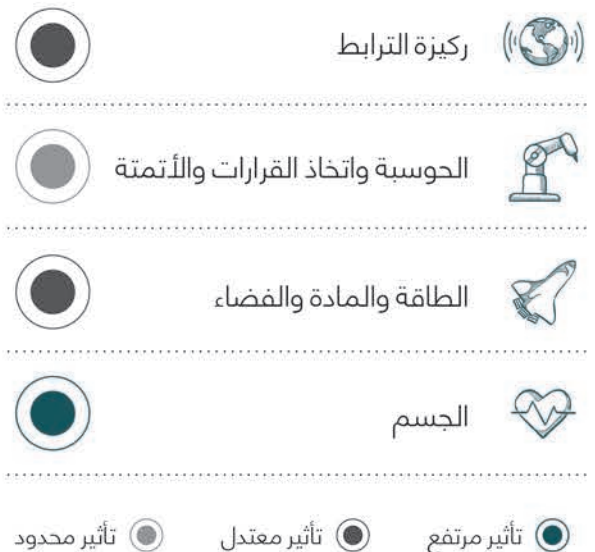 ركيزة الترابط
الحوسبة واتخاذ القرارات والأتمتة
الطاقة والمادة والفضاء
الجسم
تأثير مرتفع تأثير معتدل تأثير محدود